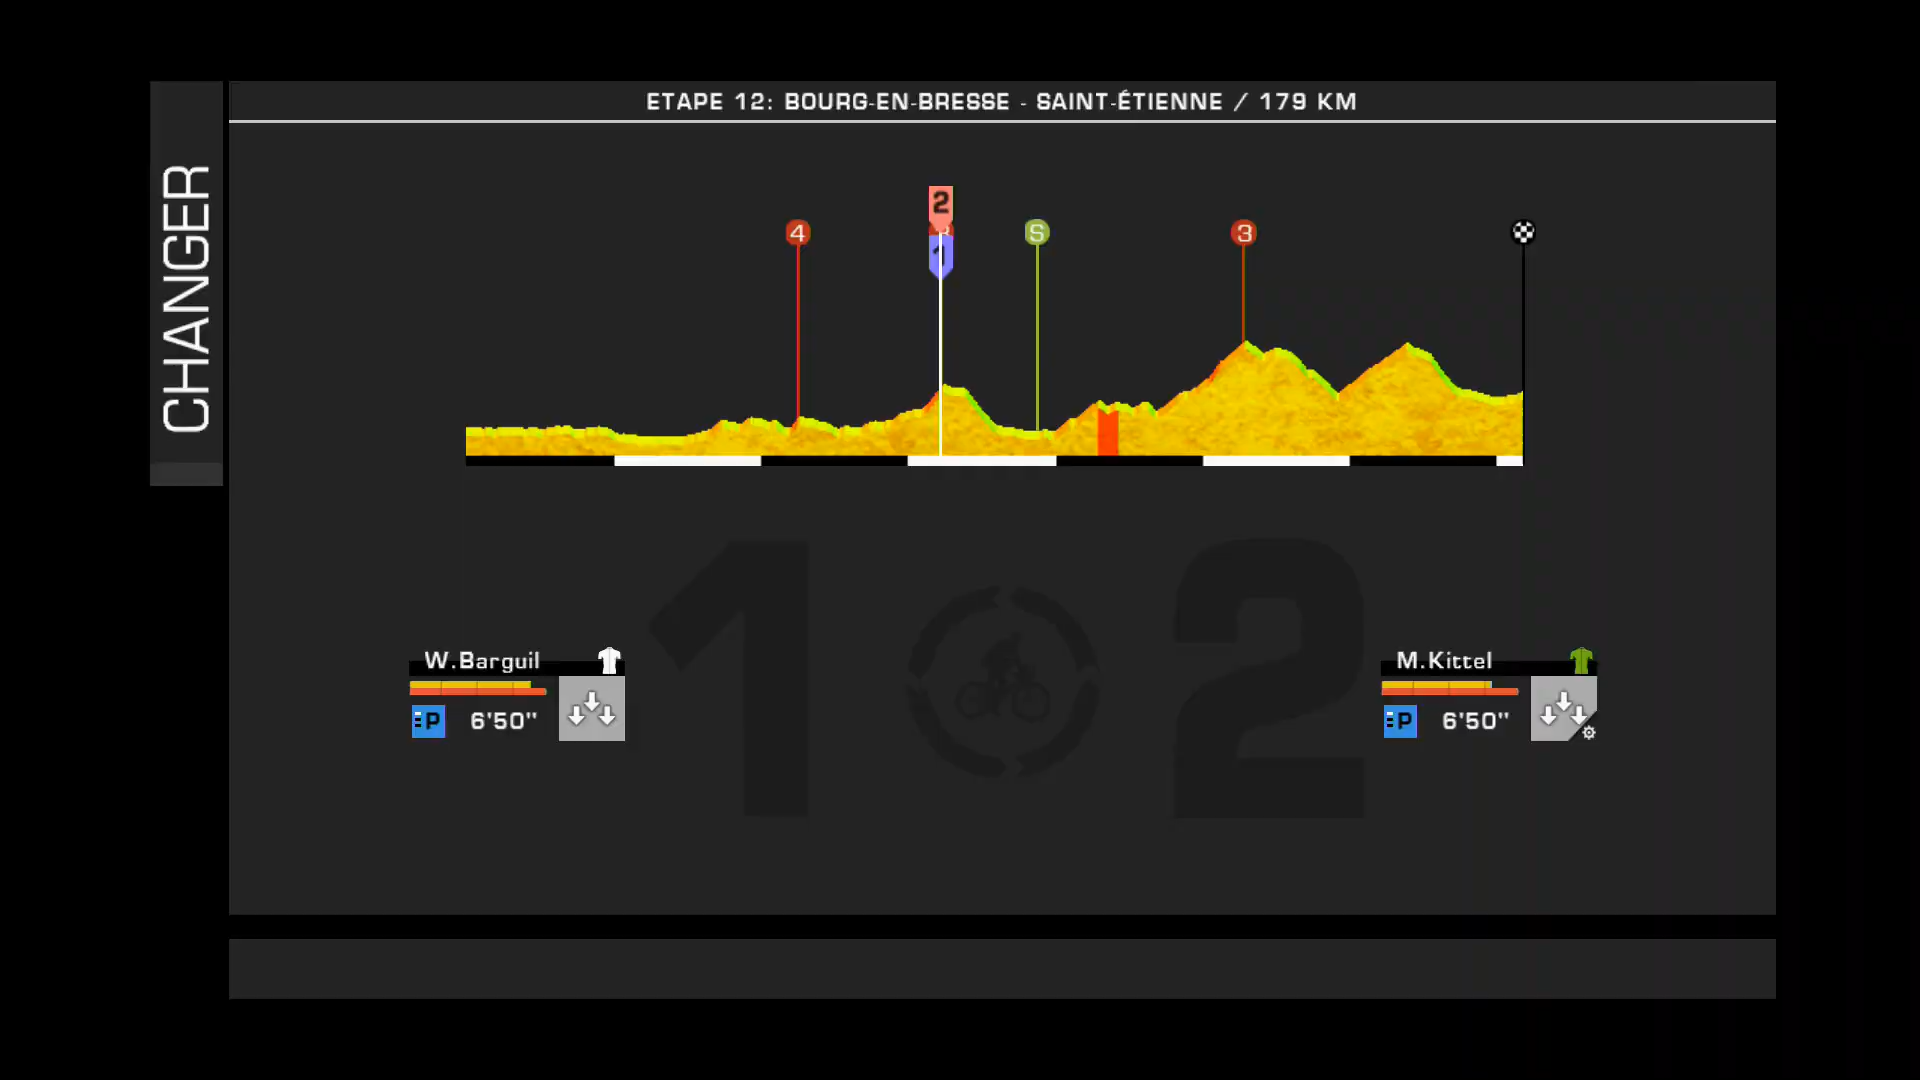 CHANGER
ETAPE 12: BOURG-EN-BRESSE - SAINT-ÉTIENNE / 179 KM
2
4
S
3
1
1
2
W.Barguil
P 6'50"
M.Kittel
P 6'50"